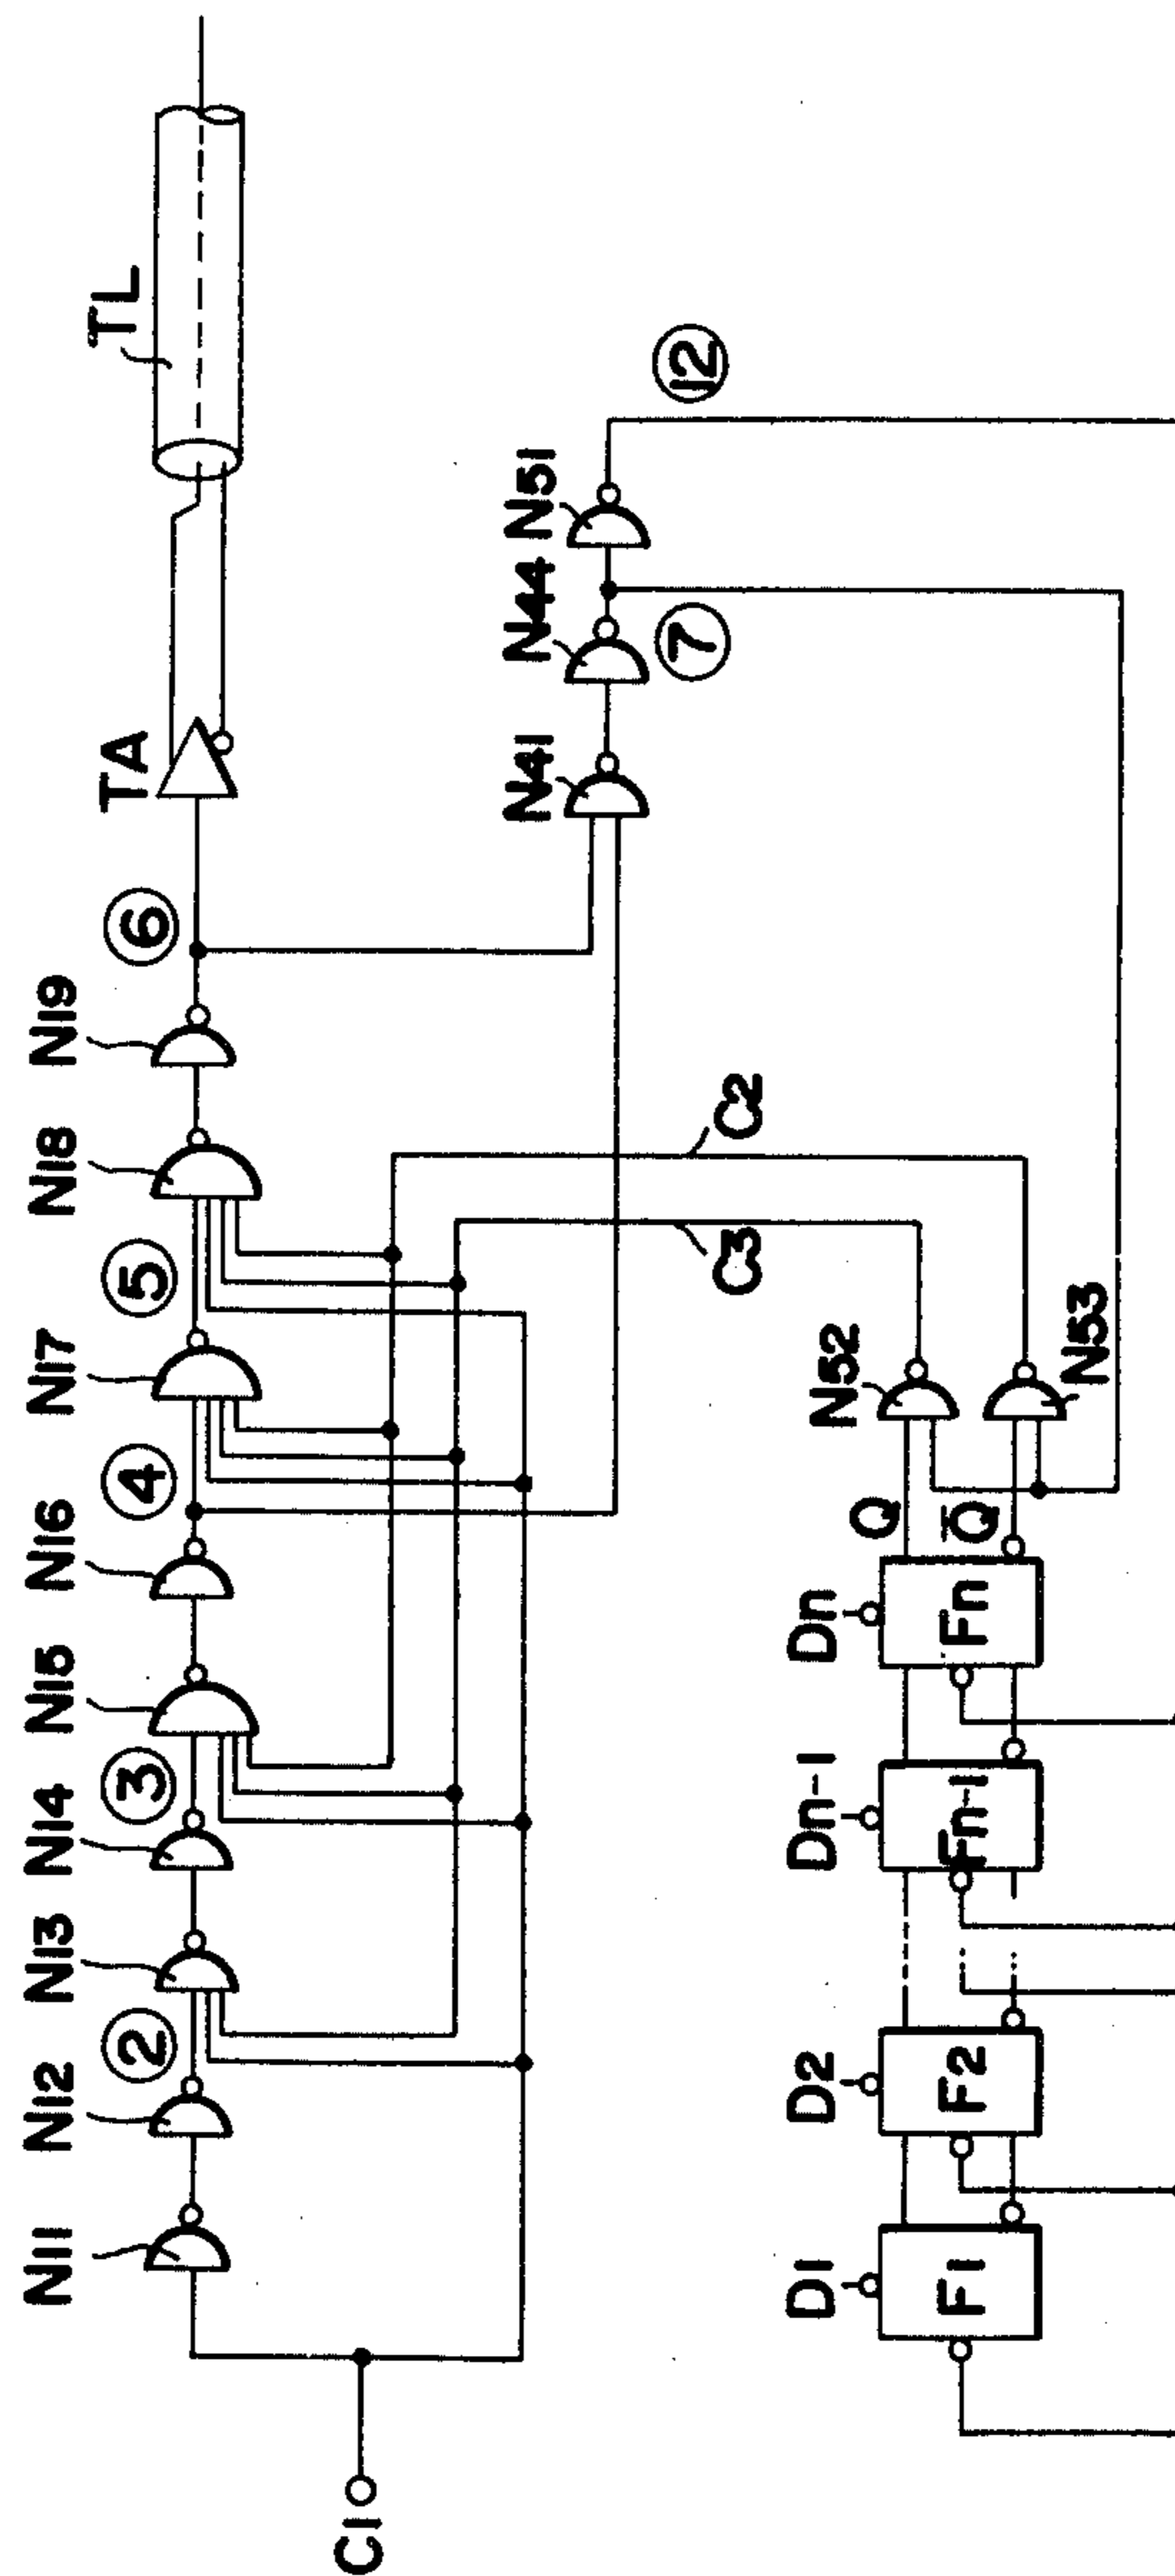 N11
N12
②
N13
N14
③
N15
N16
④
N17
⑤
N18
N19
⑥
TA
TL
C1
N41
N44
⑦
N51
⑫
C2
C3
N52
N53
Q
Q̅
D1
D2
Dn-1
Dn
F1
F2
Fn-1
Fn